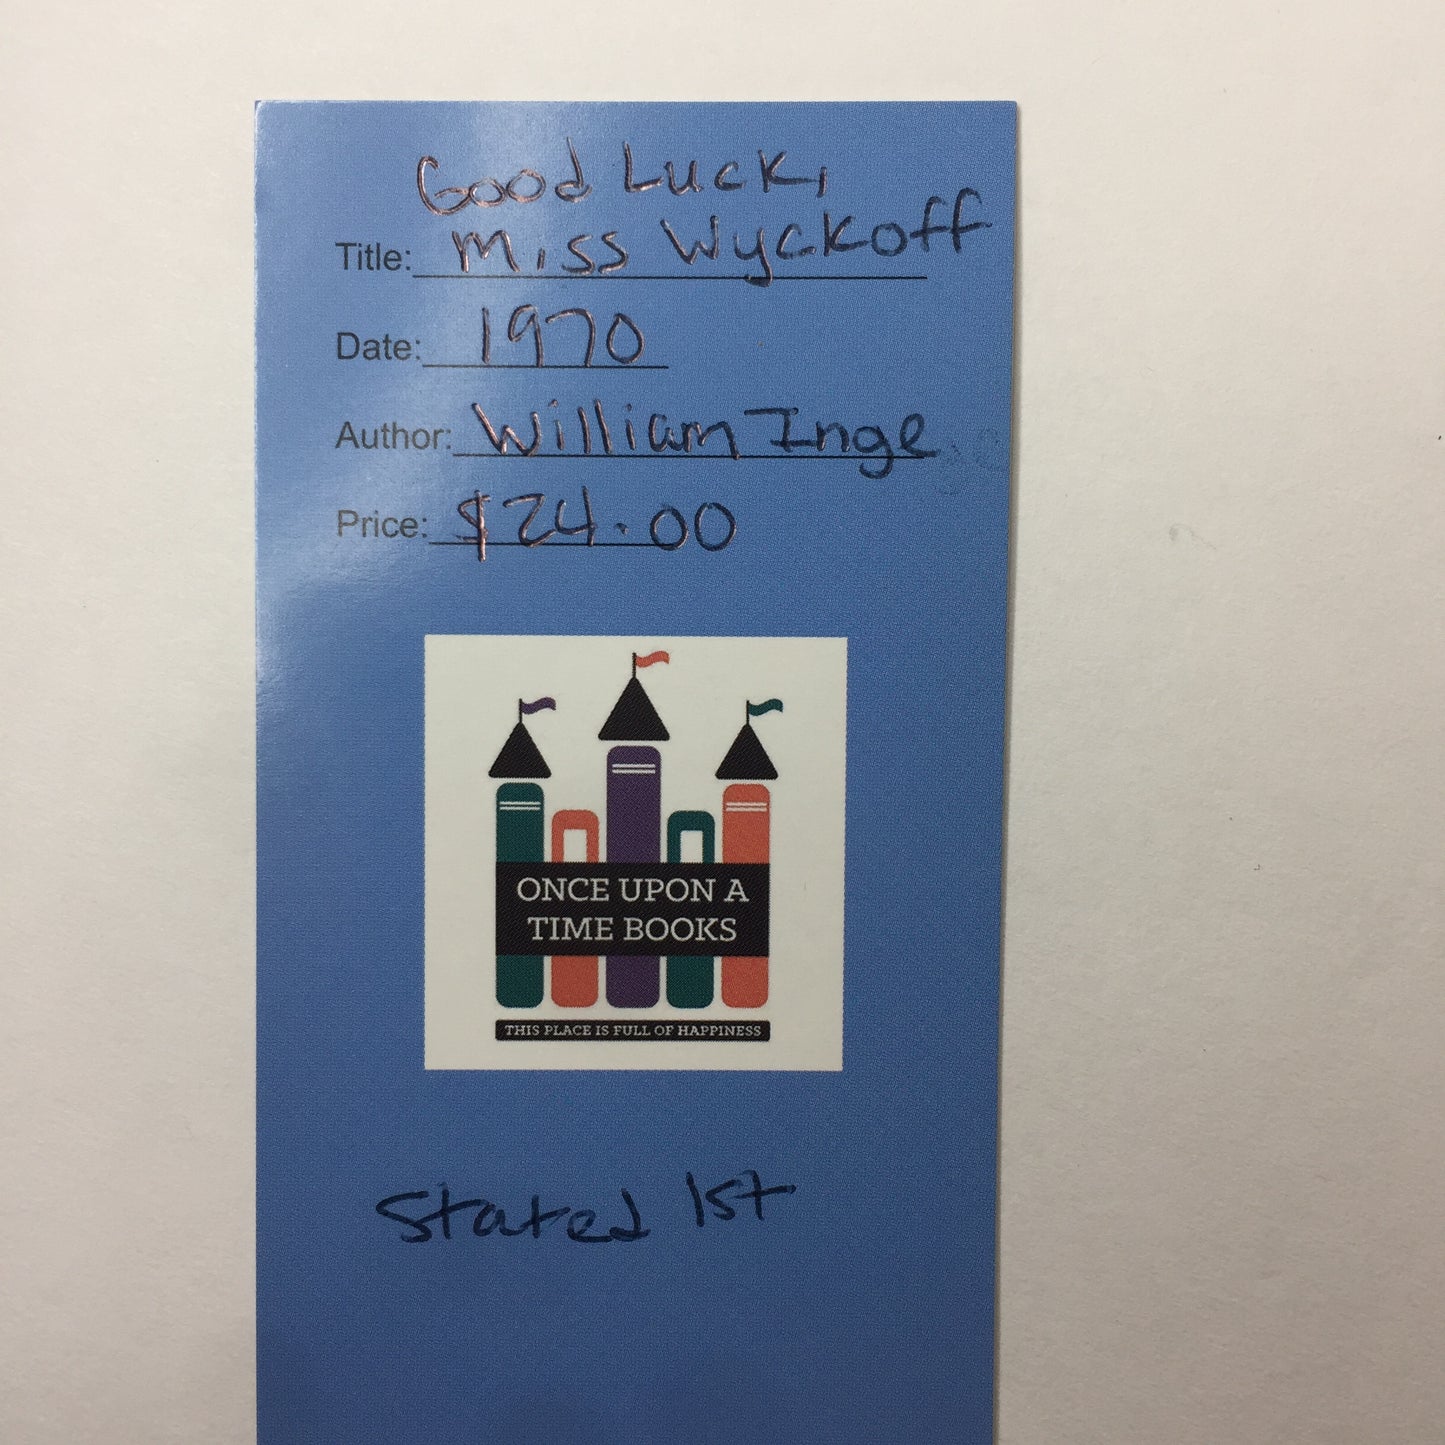 Good Luck,
Title: Miss Wyckoff
Date: 1970
Author: William Inge
Price: $24.00
ONCE UPON A
TIME BOOKS
THIS PLACE IS FULL OF HAPPINESS
Stated 1st